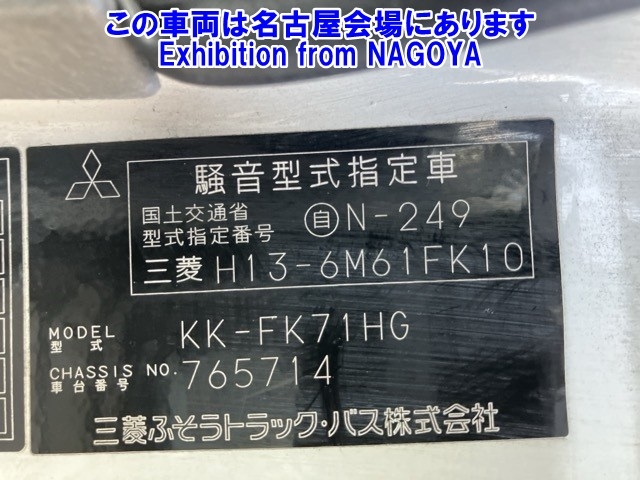 この車両は名古屋会場にあります
Exhibition from NAGOYA
騒音型式指定車
国土交通省
型式指定番号 自N-249
三菱 H13-6M61FK10
MODEL
型式 KK-FK71HG
CHASSIS NO.
車台番号 765714
三菱ふそうトラック・バス株式会社